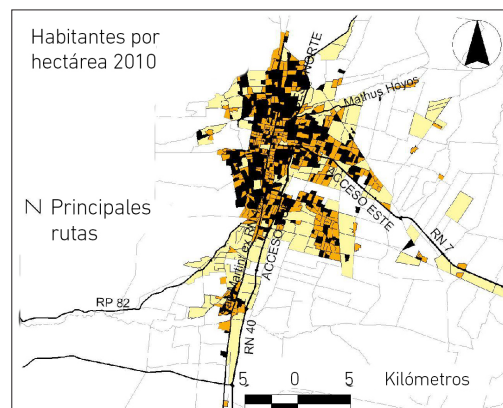 Habitantes por
hectárea 2010
NORTE
Mathus Hoyos
N Principales
rutas
ACCESO ESTE
RN 7
ACCESO
RP 82
RN 40
5 0 5 Kilómetros